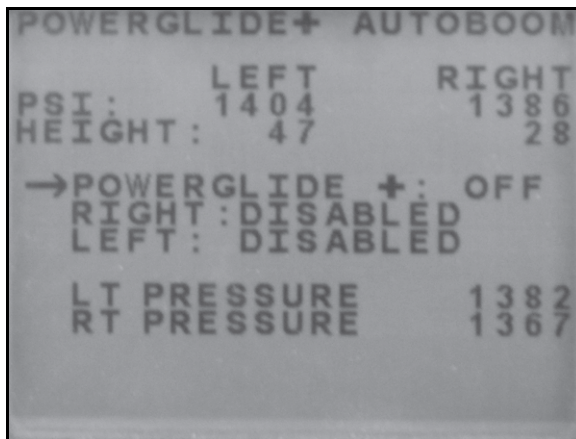 POWERGLIDE+ AUTOBOOM
LEFT RIGHT
PSI: 1404 1386
HEIGHT: 47 28
→POWERGLIDE +: OFF
RIGHT:DISABLED
LEFT: DISABLED
LT PRESSURE 1382
RT PRESSURE 1367